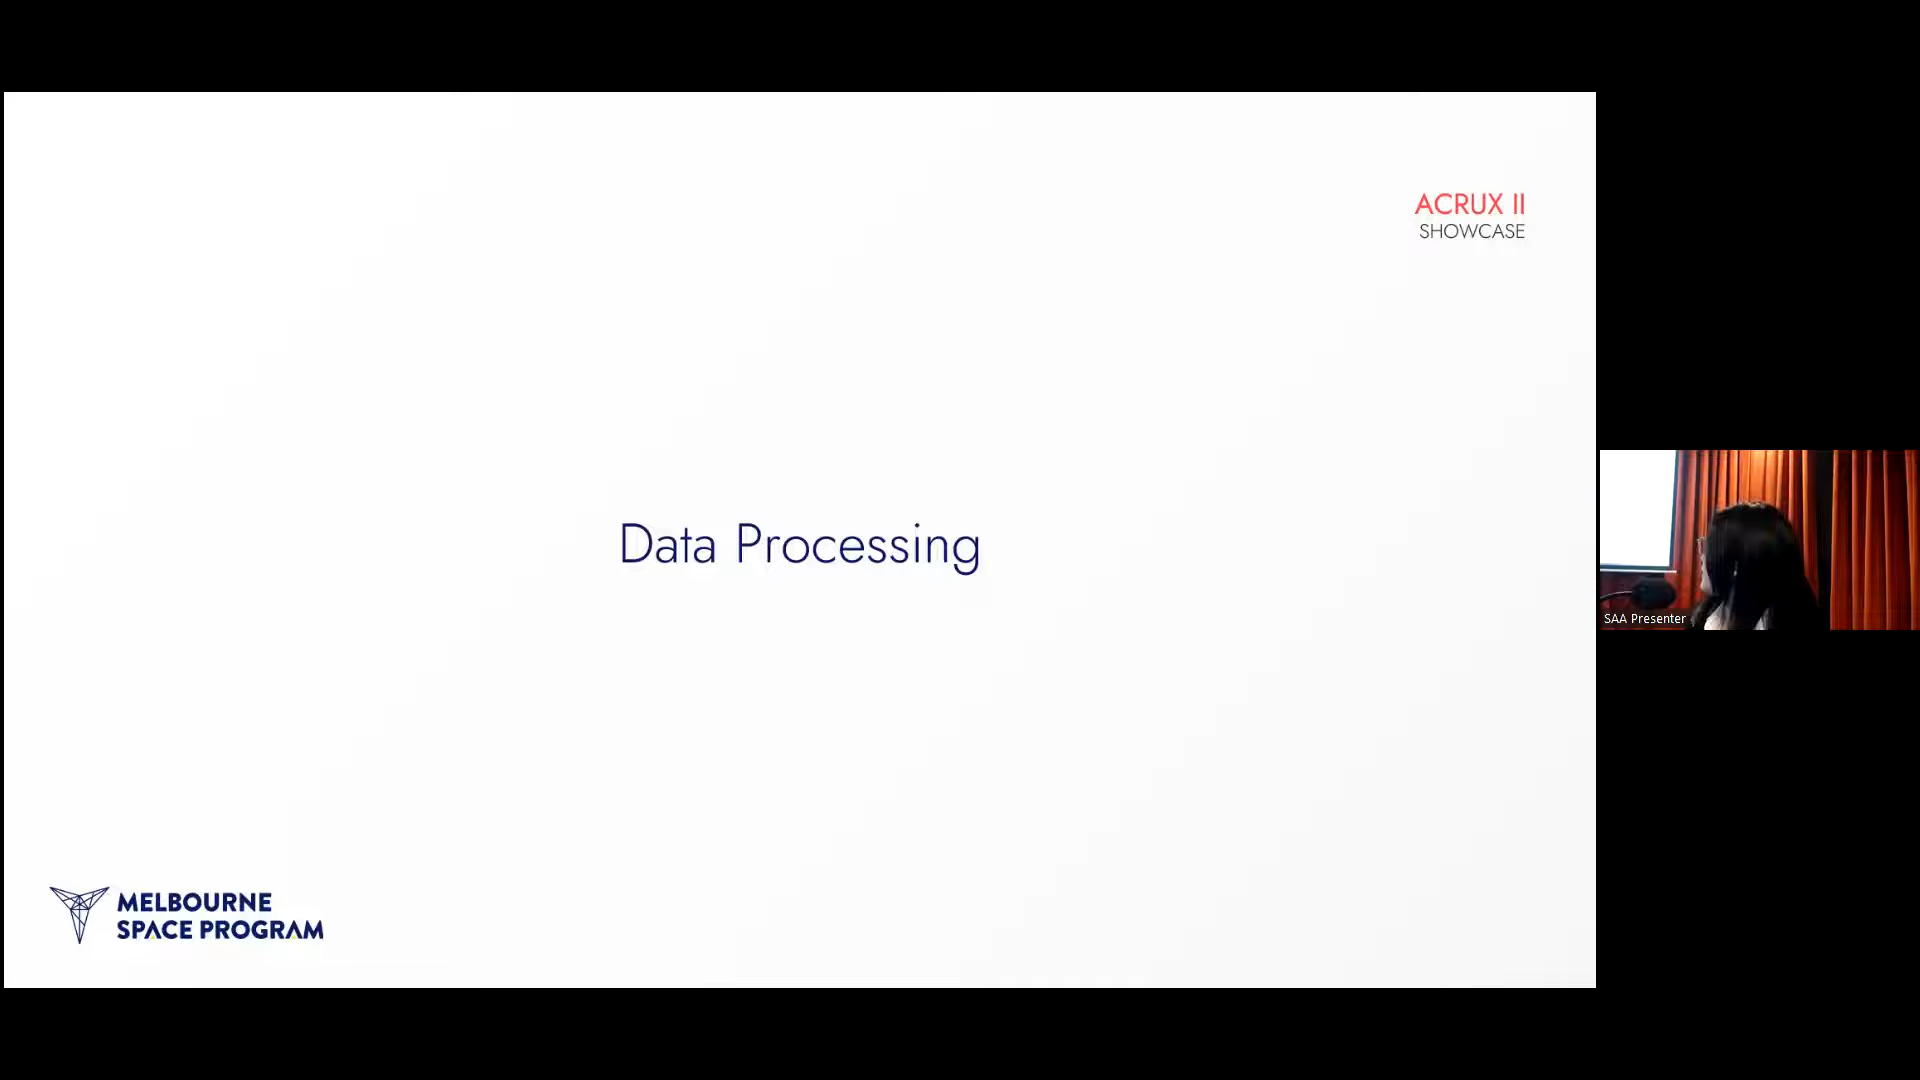 ACRUX II
SHOWCASE
Data Processing
SAA Presenter
MELBOURNE
SPACE PROGRAM